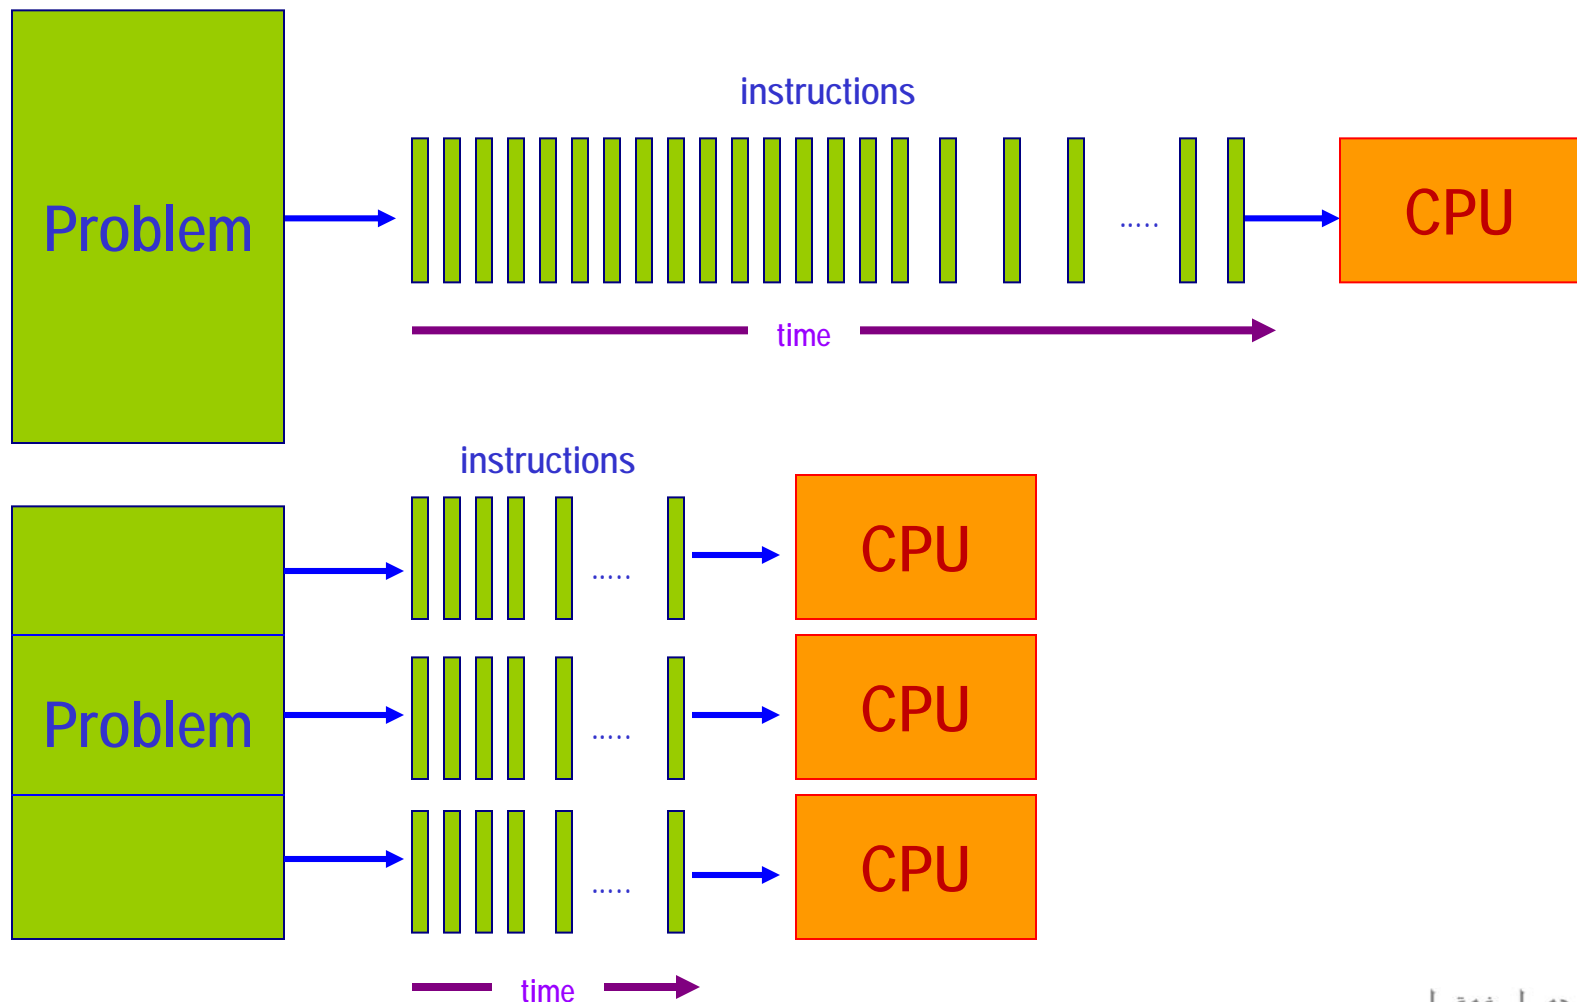 instructions
Problem
.....
CPU
time
instructions
CPU
.....
Problem
.....
CPU
.....
CPU
time